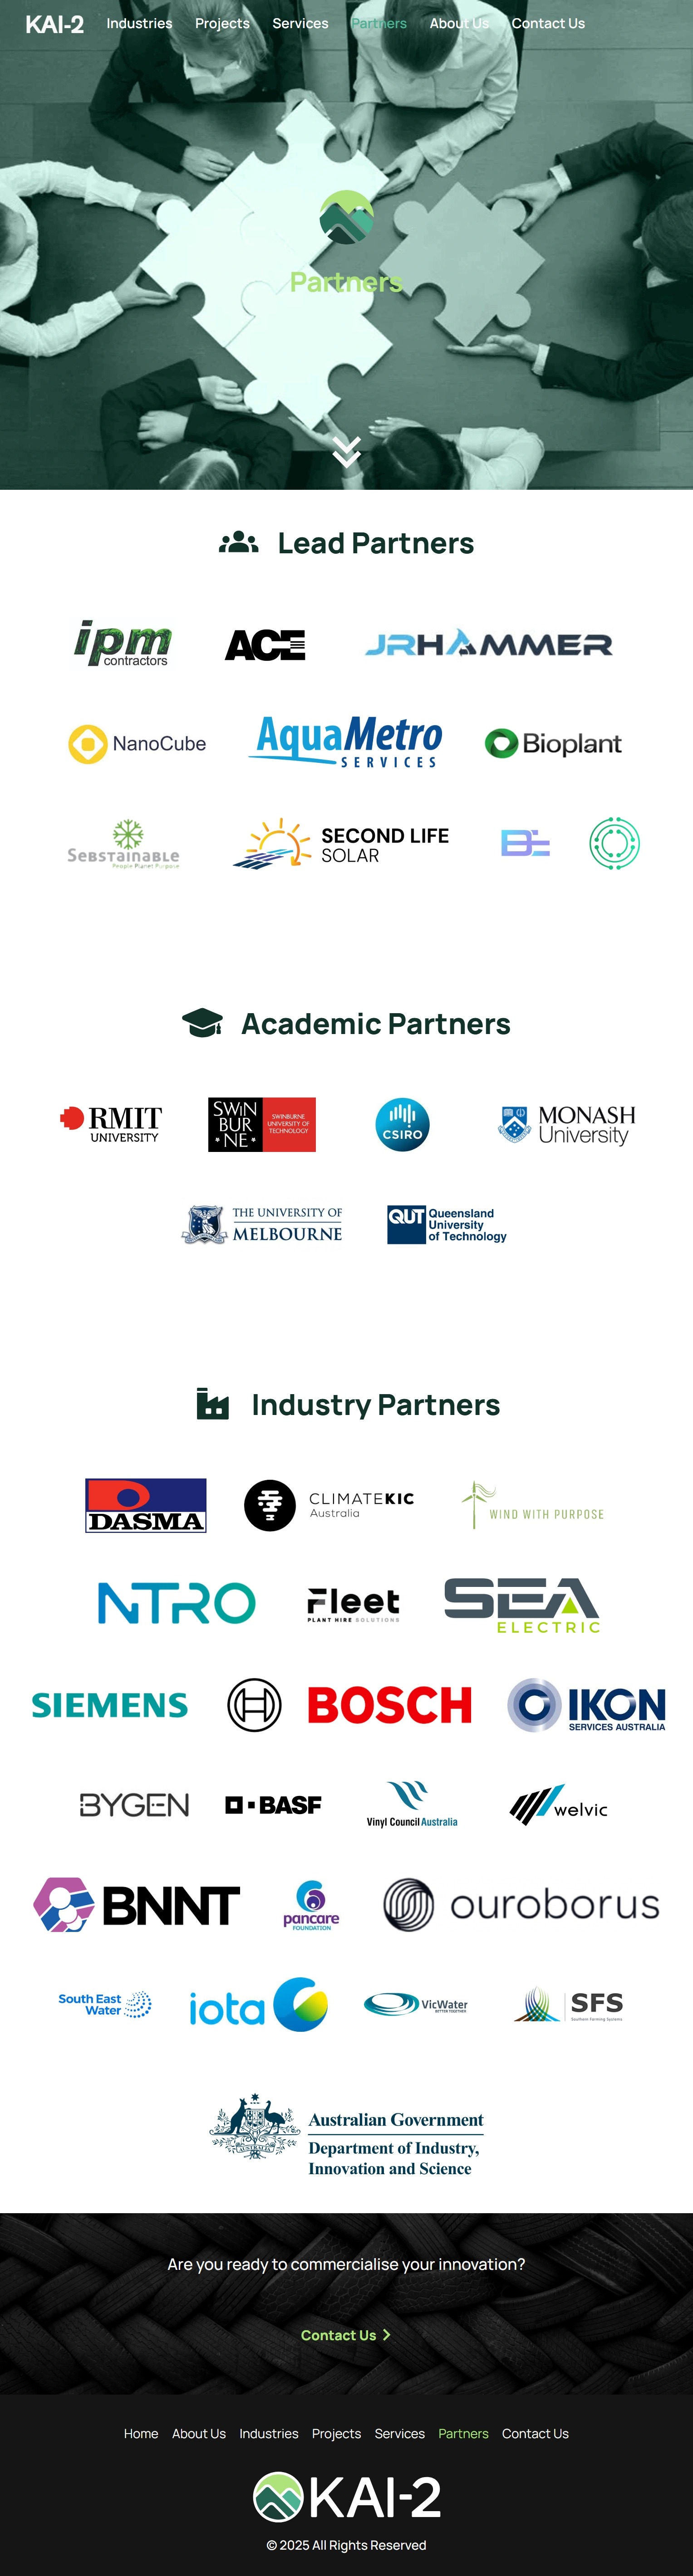 KAI-2 Industries Projects Services Partners About Us Contact Us
Partners
Lead Partners
ipm
contractors
ACE
JRHAMMER
NanoCube
AquaMetro
SERVICES
Bioplant
SEBSTAINABLE
People Planet Purpose
SECOND LIFE
SOLAR
Academic Partners
RMIT
UNIVERSITY
SWIN
BUR
NE
SWINBURNE
UNIVERSITY OF
TECHNOLOGY
CSIRO
MONASH
University
THE UNIVERSITY OF
MELBOURNE
QUT
Queensland
University
of Technology
Industry Partners
DASMA
CLIMATEKIC
Australia
WIND WITH PURPOSE
NTRO
Fleet
PLANT HIRE SOLUTIONS
SEA
ELECTRIC
SIEMENS
BOSCH
IKON
SERVICES AUSTRALIA
BYGEN
BASF
Vinyl Council Australia
welvic
BNNT
pancare
FOUNDATION
ouroborus
South East
Water
iota
VicWater
BETTER TOGETHER
SFS
Southern Farming Systems
AUSTRALIA
Australian Government
Department of Industry,
Innovation and Science
Are you ready to commercialise your innovation?
Contact Us
Home About Us Industries Projects Services Partners Contact Us
KAI-2
© 2025 All Rights Reserved